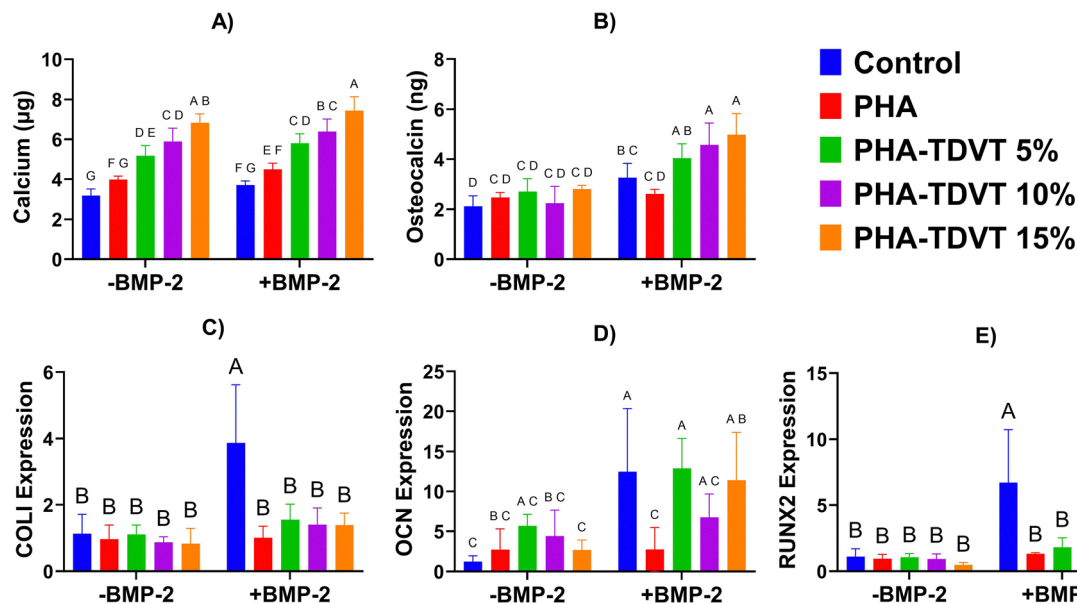 A)
Calcium (µg)
10
8
6
4
2
0
G
F G
D E
C D
A B
F G
E F
C D
B C
A
-BMP-2
+BMP-2
B)
Osteocalcin (ng)
8
6
4
2
0
D
C D
C D
C D
C D
B C
C D
A B
A
A
-BMP-2
+BMP-2
Control
PHA
PHA-TDVT 5%
PHA-TDVT 10%
PHA-TDVT 15%
C)
COLI Expression
6
4
2
0
B
B
B
B
B
A
B
B
B
B
-BMP-2
+BMP-2
D)
OCN Expression
25
20
15
10
5
0
C
B C
A C
B C
C
A
C
A
A C
A B
-BMP-2
+BMP-2
E)
RUNX2 Expression
15
10
5
0
B
B
B
B
B
A
B
B
-BMP-2
+BMP